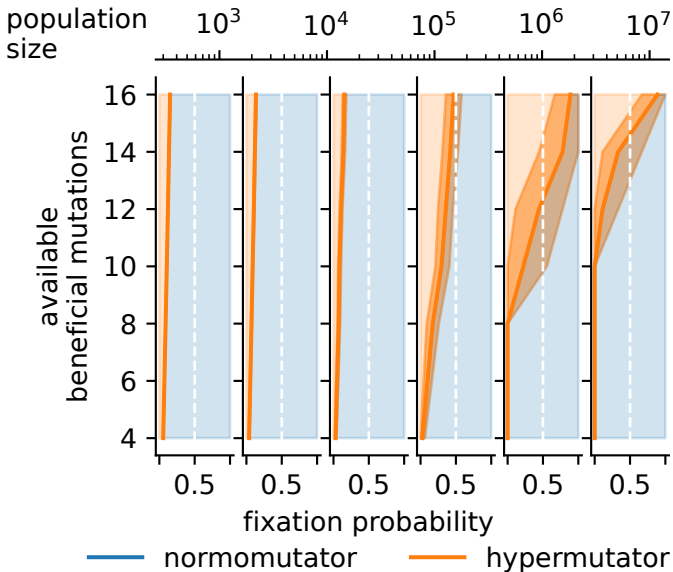 population size
10³ 10⁴ 10⁵ 10⁶ 10⁷
available beneficial mutations
16
14
12
10
8
6
4
0.5 0.5 0.5 0.5 0.5 0.5
fixation probability
normomutator hypermutator